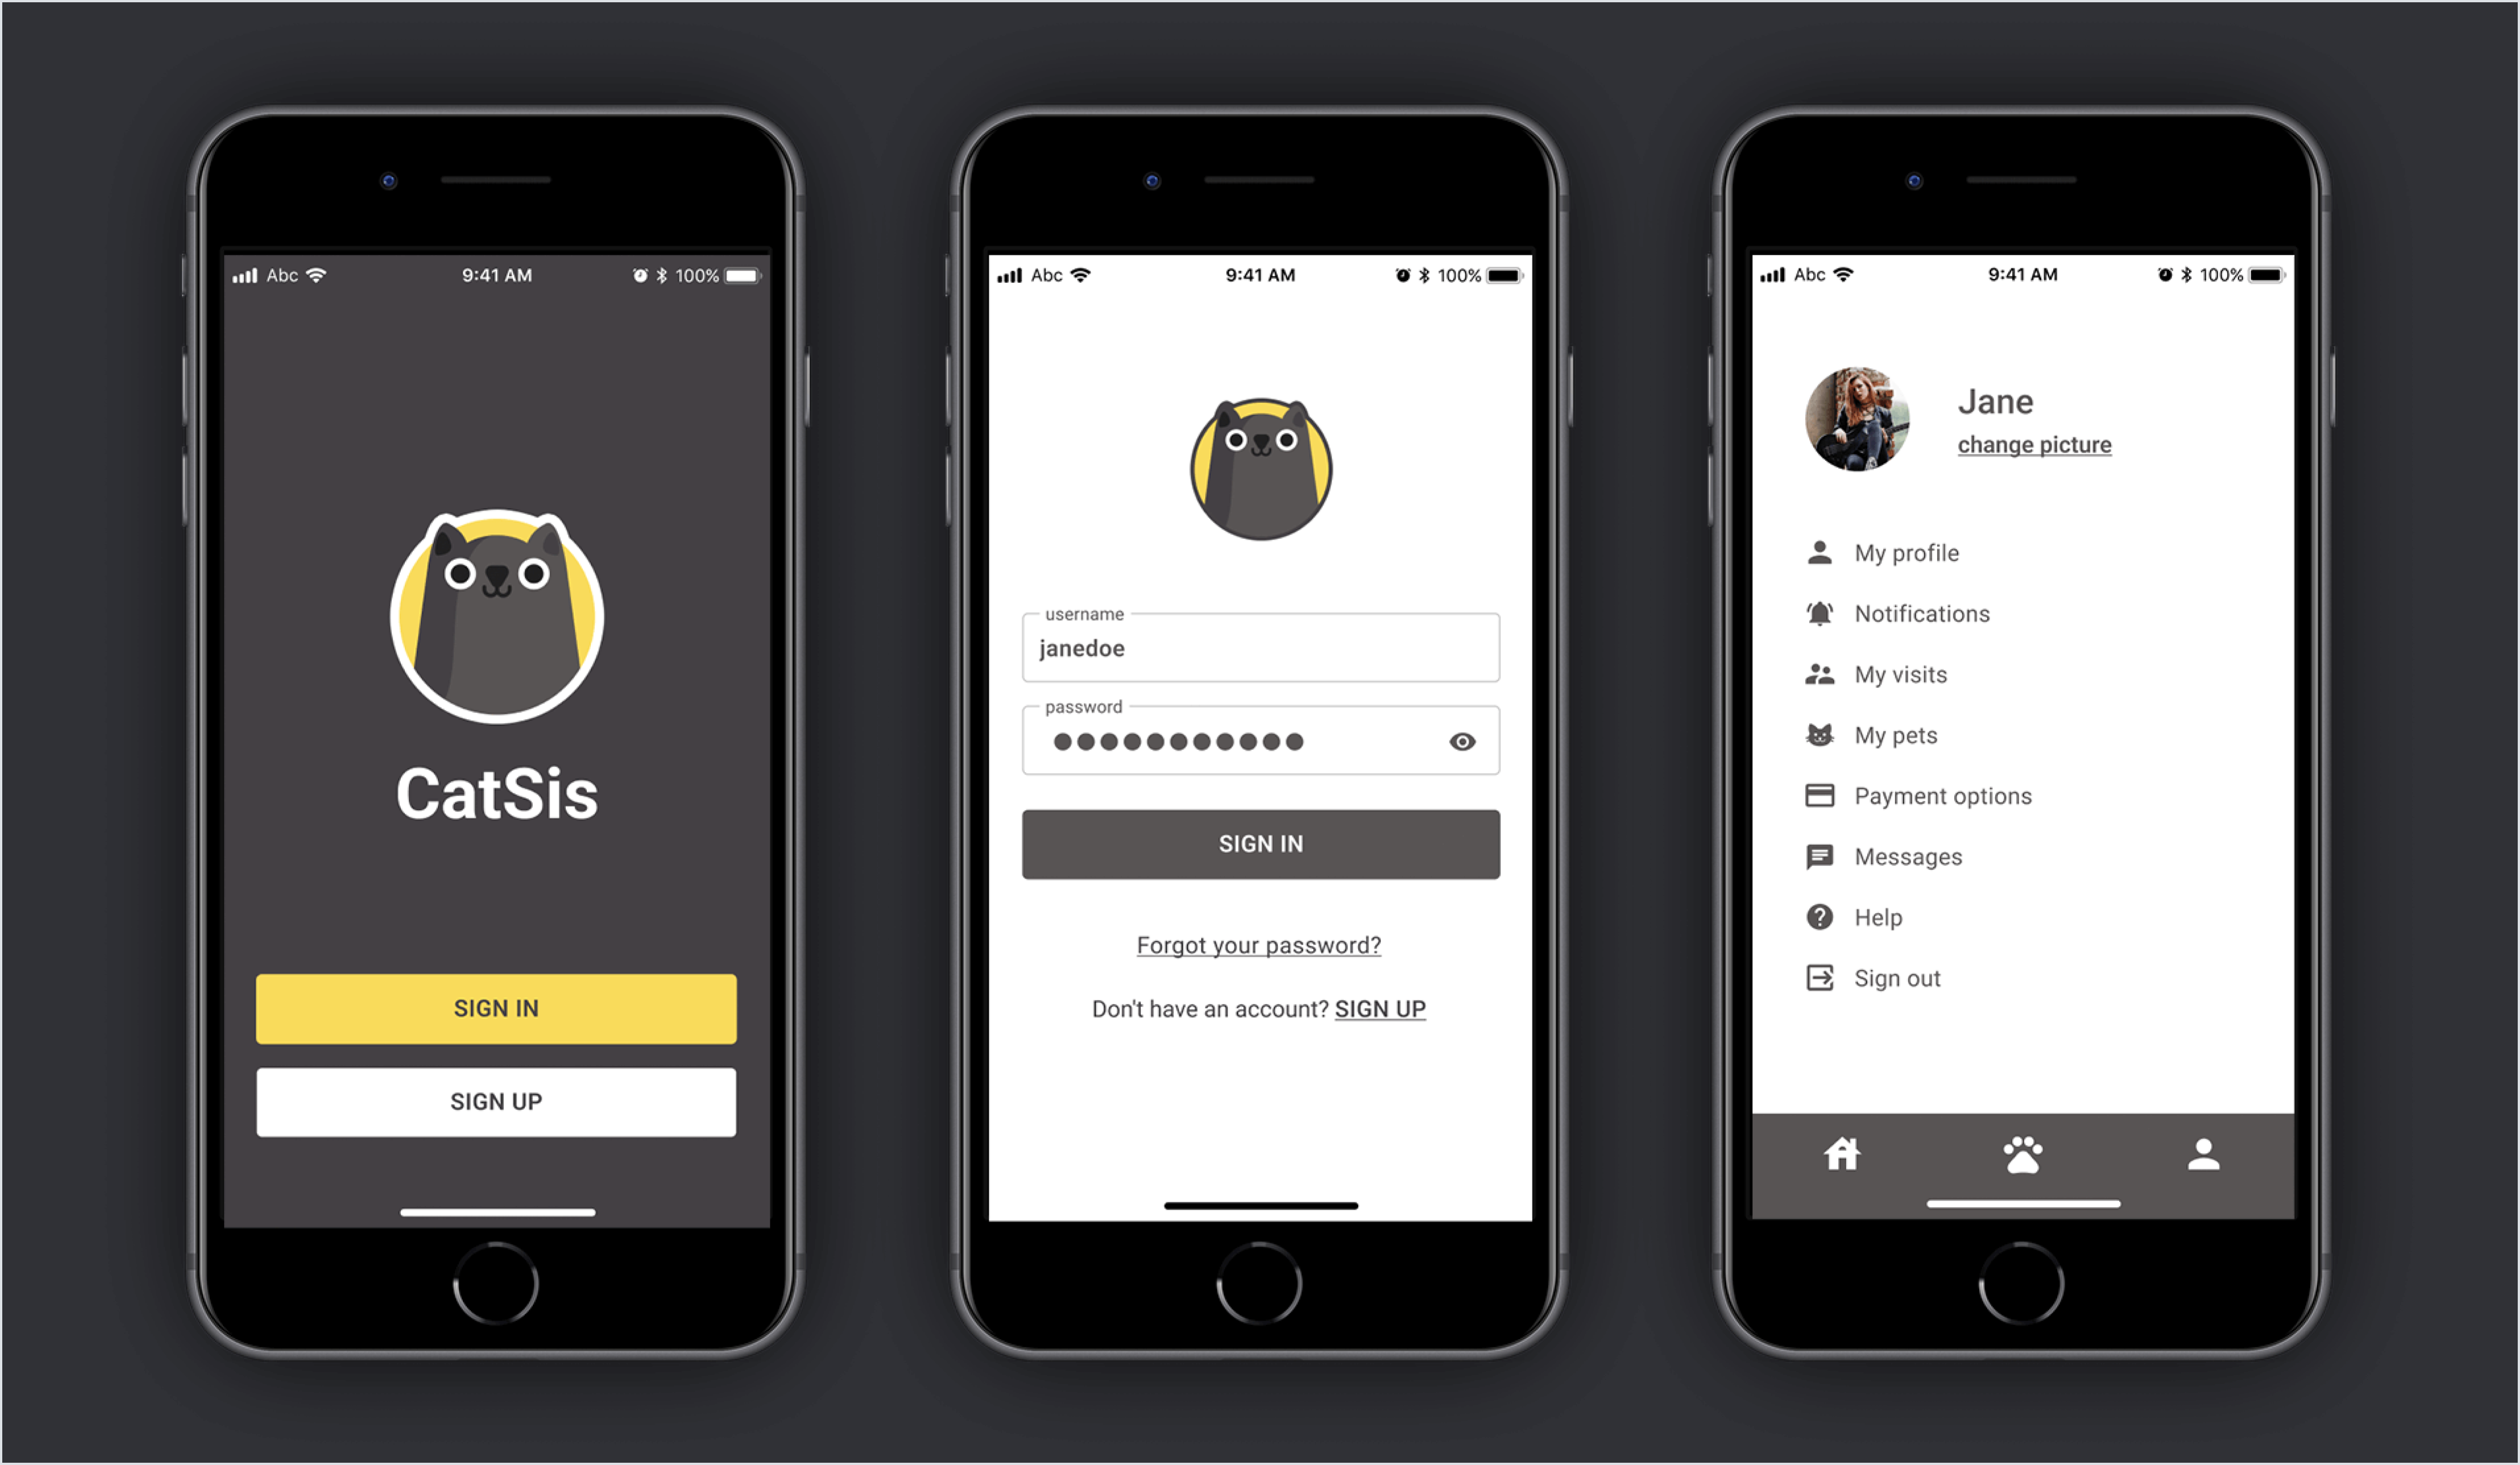 Abc 9:41 AM 100%
CatSis
SIGN IN
SIGN UP
Abc 9:41 AM 100%
username
janedoe
password
SIGN IN
Forgot your password?
Don't have an account? SIGN UP
Abc 9:41 AM 100%
Jane
change picture
My profile
Notifications
My visits
My pets
Payment options
Messages
Help
Sign out